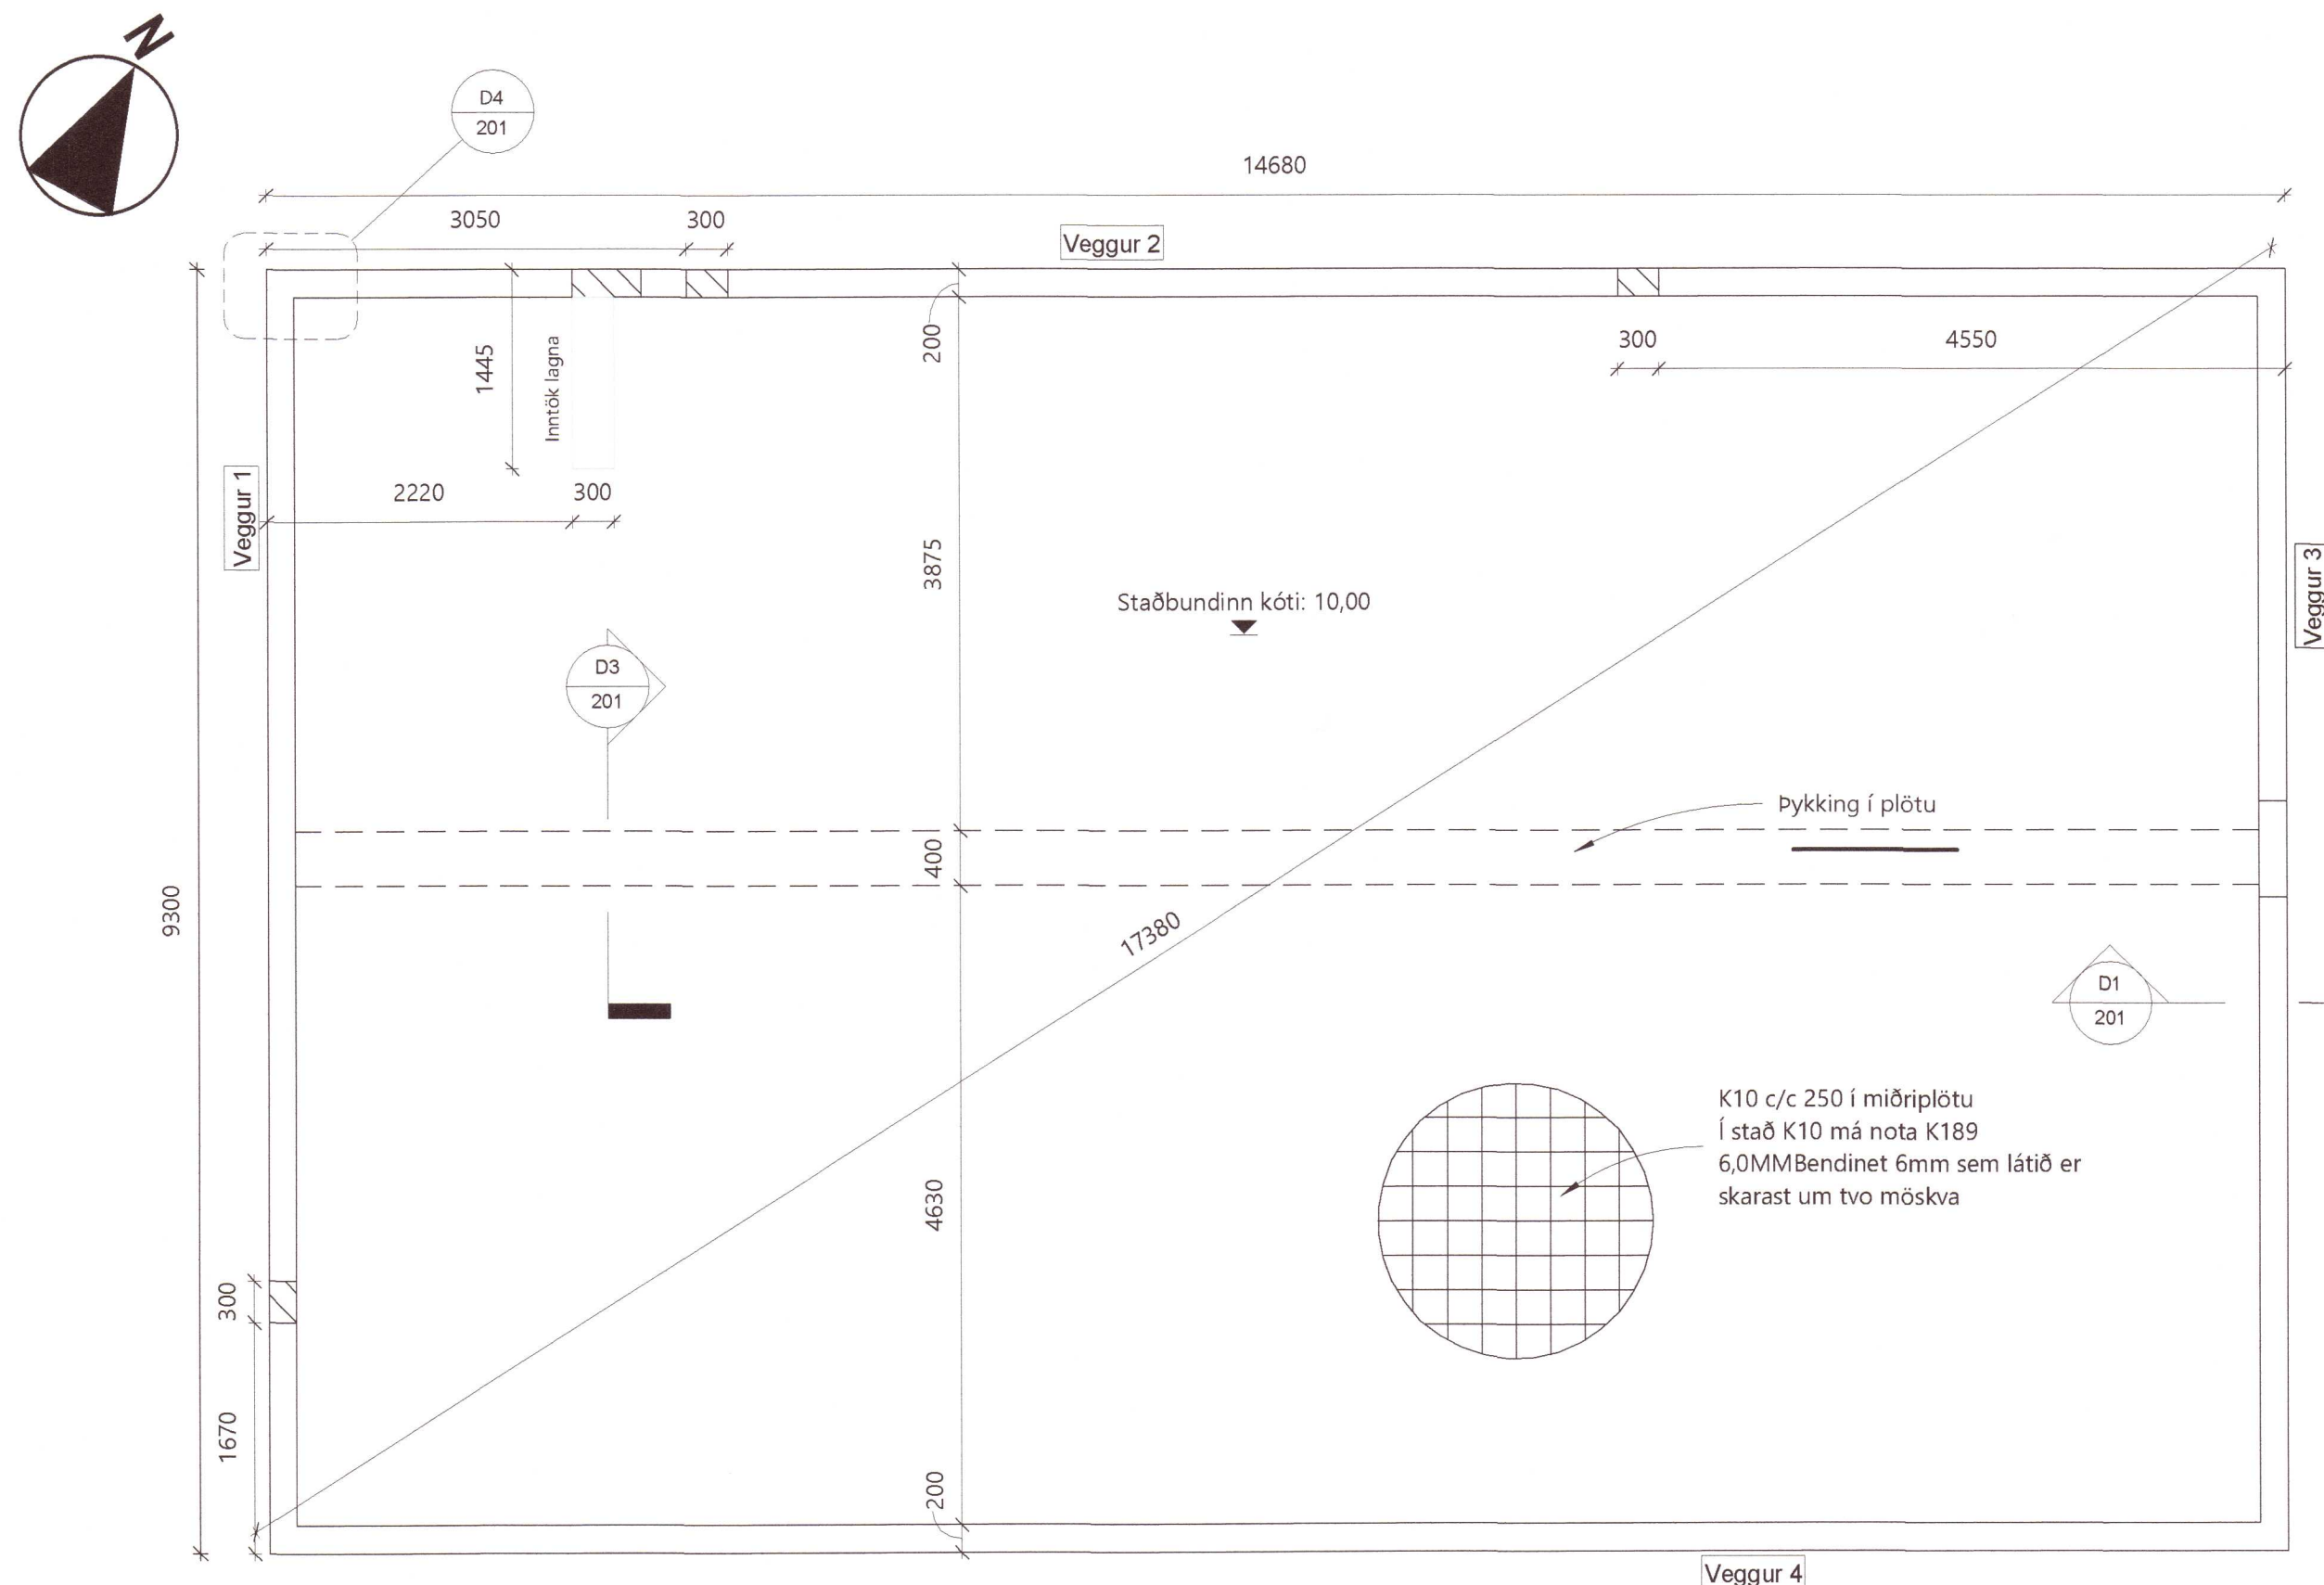 N
D4
201
14680
3050
300
Veggur 2
200
300
4550
1445
Inntök lagna
Veggur 1
2220
300
3875
Staðbundinn kóti: 10,00
Veggur 3
D3
201
Þykking í plötu
400
9300
17380
D1
201
K10 c/c 250 í miðriplötu
Í stað K10 má nota K189
6,0MMBendinet 6mm sem látið er
skarast um tvo möskva
4630
300
1670
200
Veggur 4